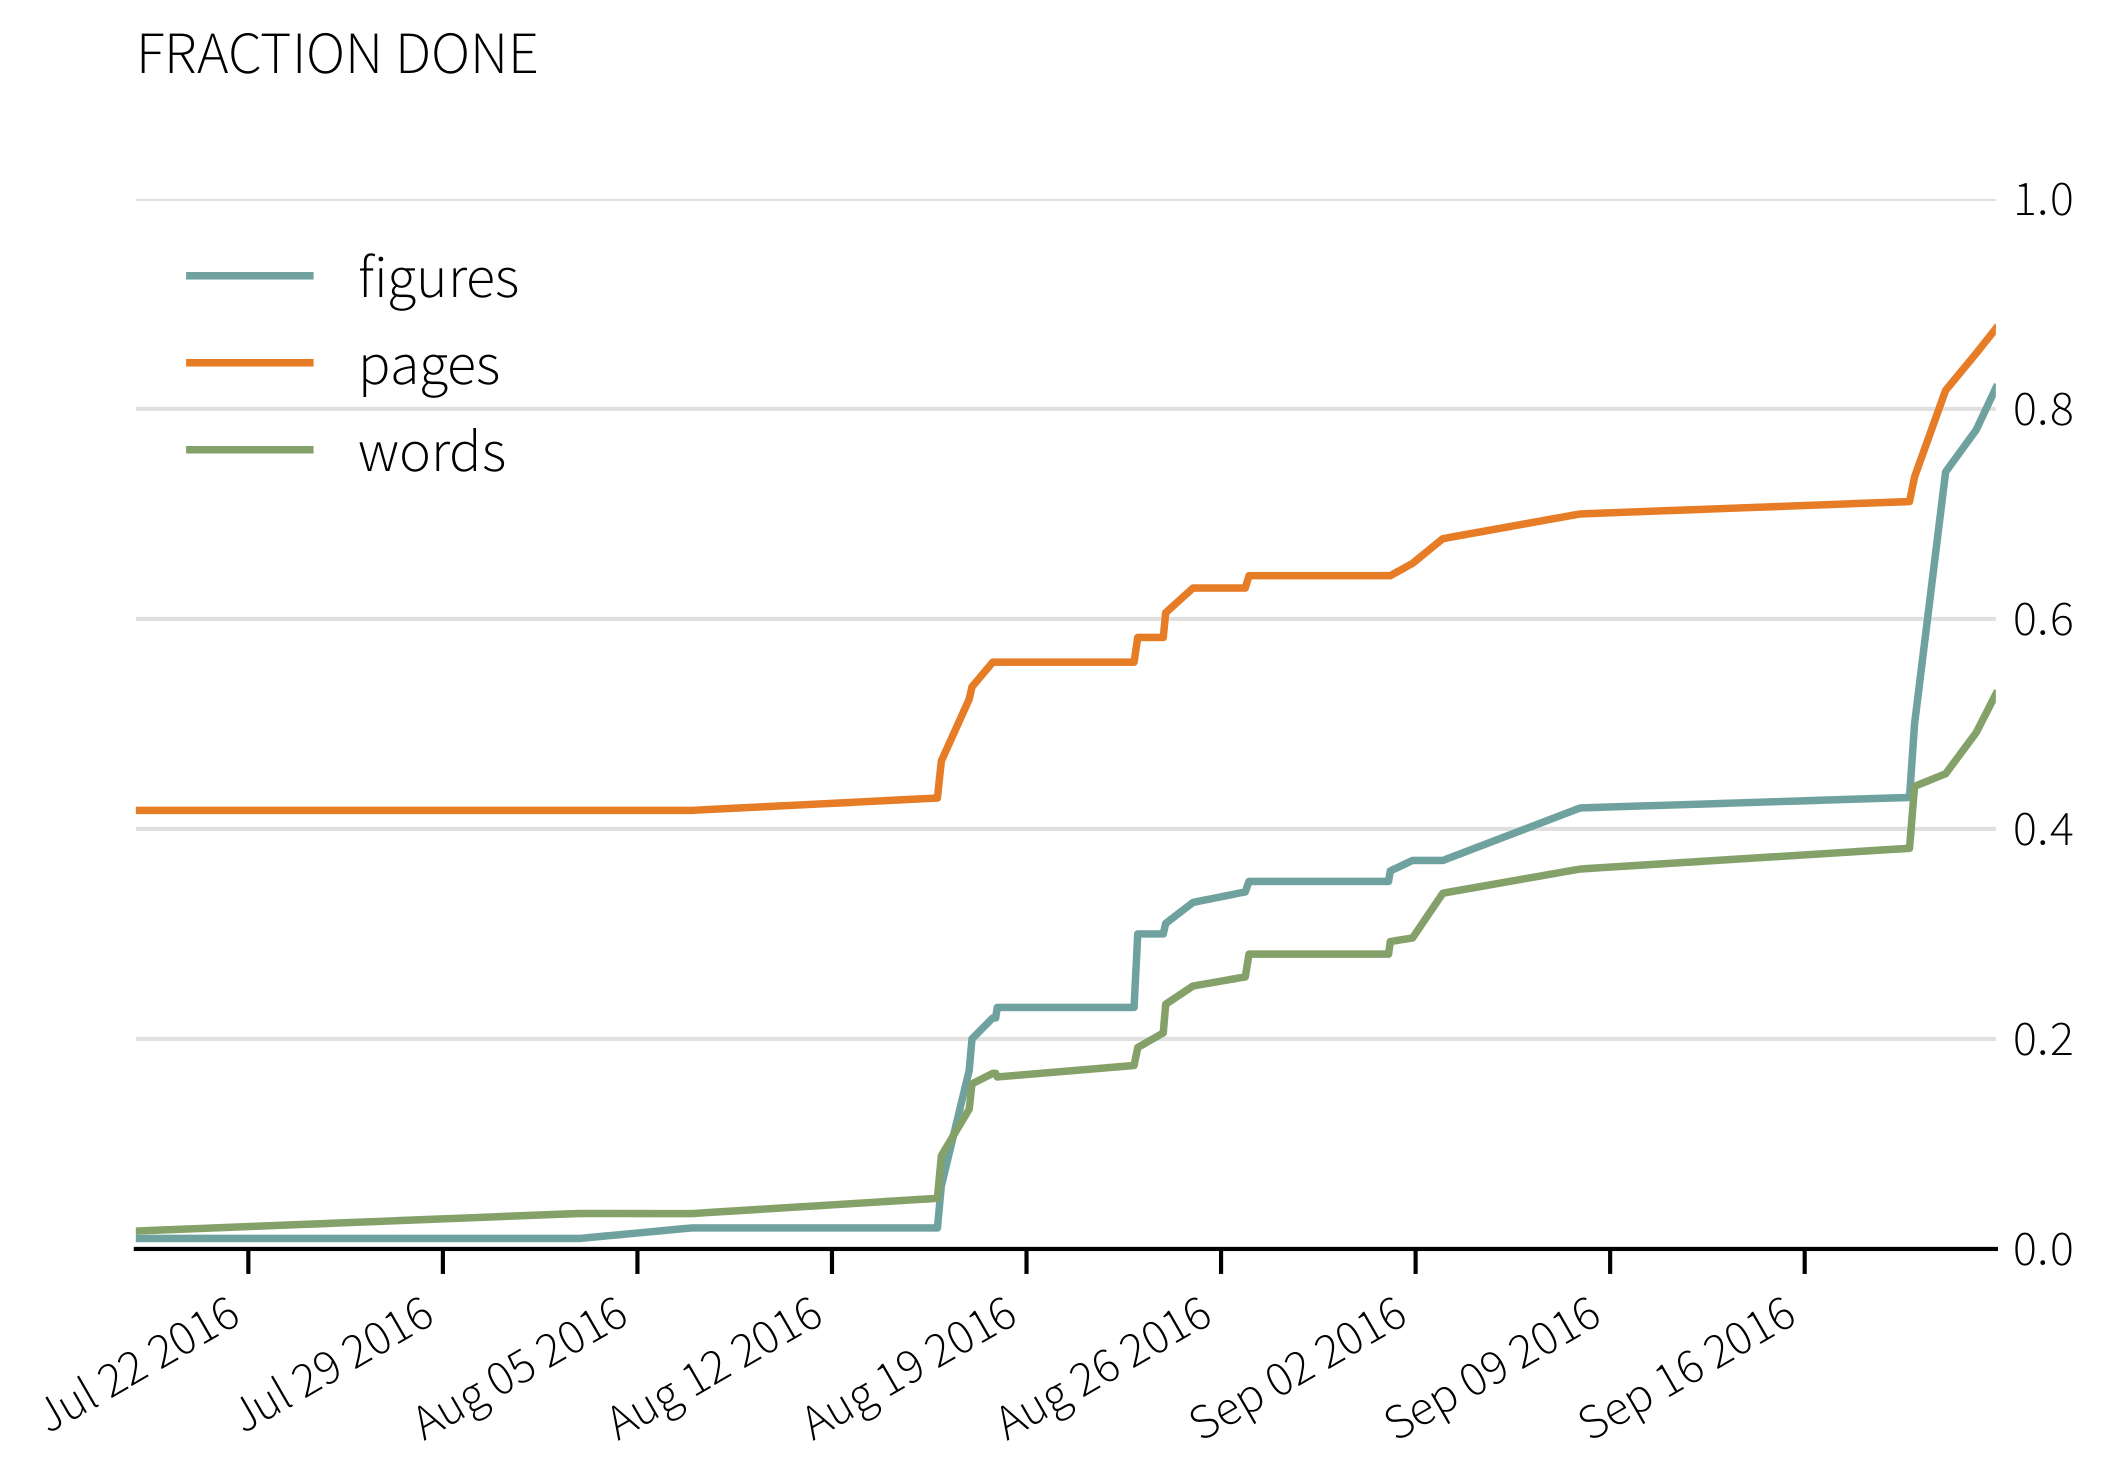 FRACTION DONE
figures
pages
words
1.0
0.8
0.6
0.4
0.2
0.0
Jul 22 2016
Jul 29 2016
Aug 05 2016
Aug 12 2016
Aug 19 2016
Aug 26 2016
Sep 02 2016
Sep 09 2016
Sep 16 2016